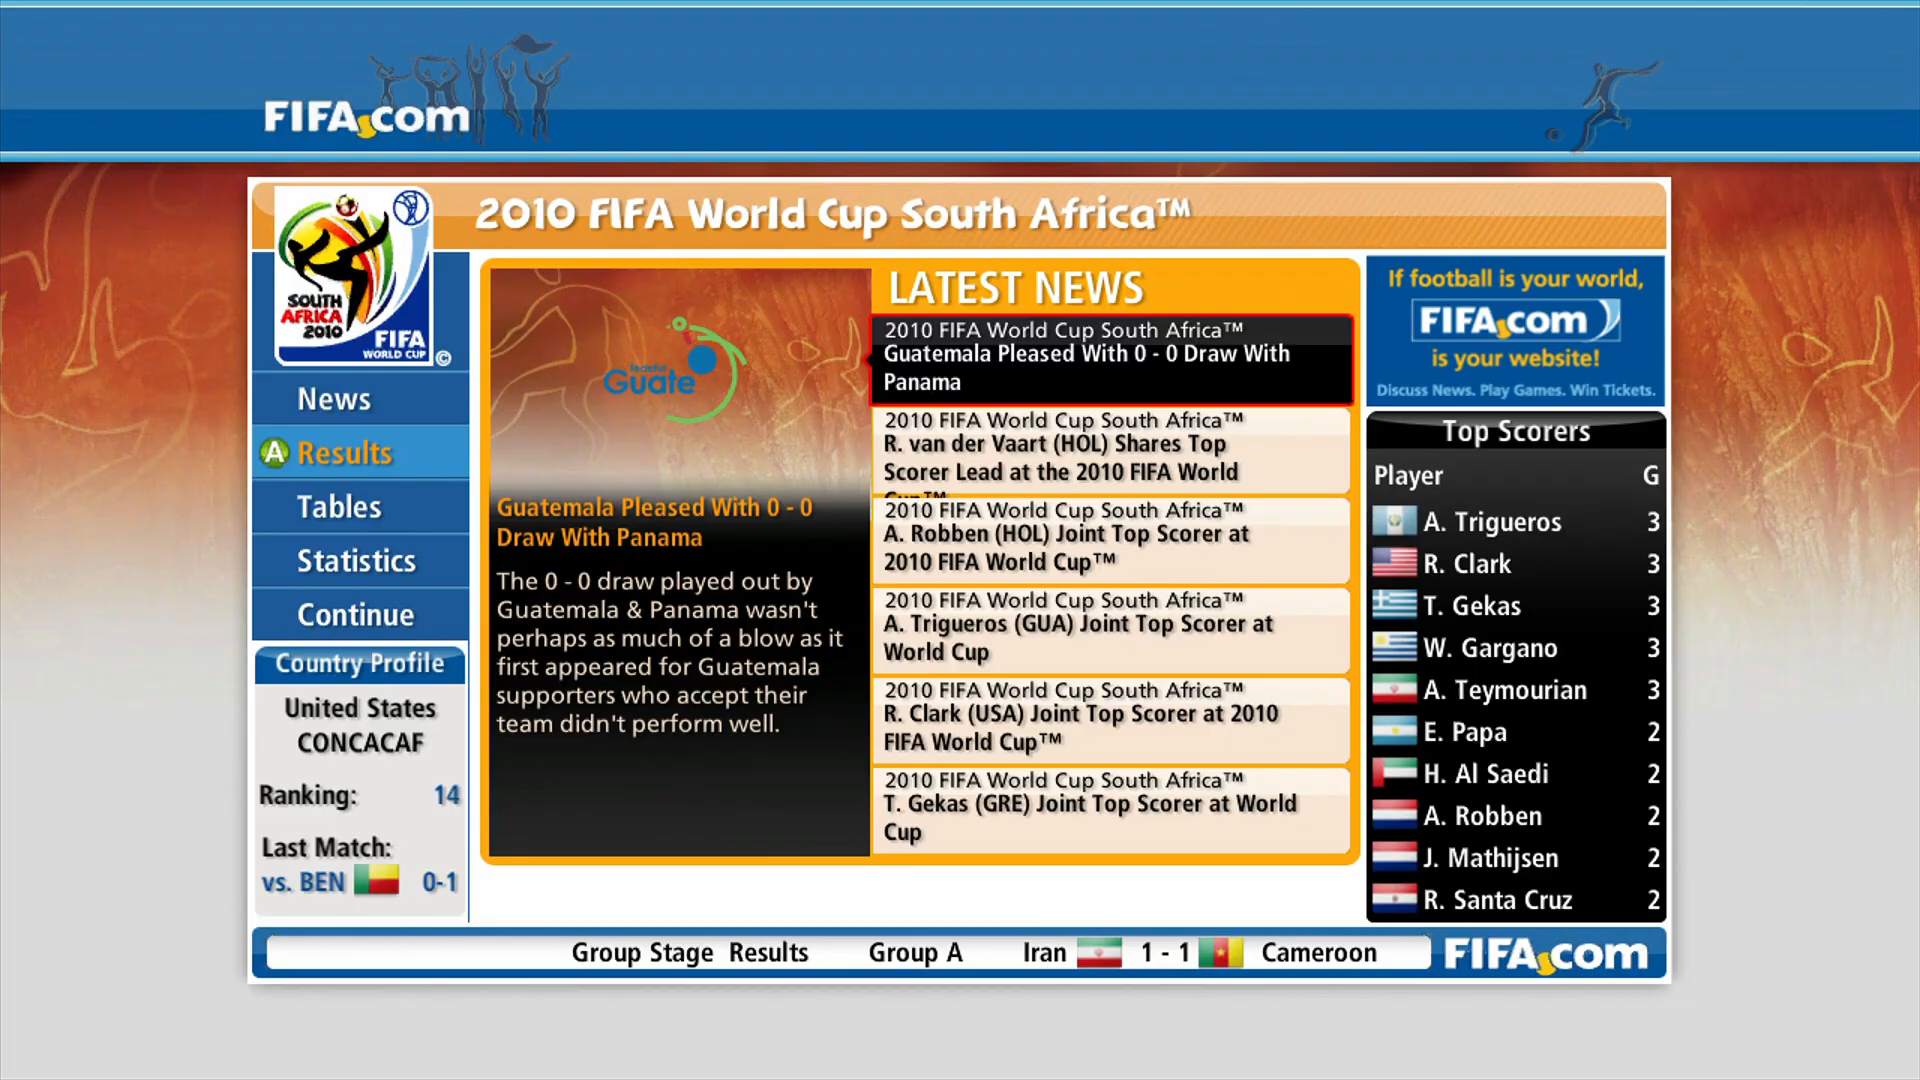 FIFA.com
2010 FIFA World Cup South Africa™
SOUTH
AFRICA
2010
FIFA
WORLD CUP ©
News
A Results
Tables
Statistics
Continue
Country Profile
United States
CONCACAF
Ranking: 14
Last Match:
vs. BEN 0-1
Guate
Guatemala Pleased With 0 - 0
Draw With Panama
The 0 - 0 draw played out by
Guatemala & Panama wasn't
perhaps as much of a blow as it
first appeared for Guatemala
supporters who accept their
team didn't perform well.
LATEST NEWS
2010 FIFA World Cup South Africa™
Guatemala Pleased With 0 - 0 Draw With
Panama
2010 FIFA World Cup South Africa™
R. van der Vaart (HOL) Shares Top
Scorer Lead at the 2010 FIFA World
Cup™
2010 FIFA World Cup South Africa™
A. Robben (HOL) Joint Top Scorer at
2010 FIFA World Cup™
2010 FIFA World Cup South Africa™
A. Trigueros (GUA) Joint Top Scorer at
World Cup
2010 FIFA World Cup South Africa™
R. Clark (USA) Joint Top Scorer at 2010
FIFA World Cup™
2010 FIFA World Cup South Africa™
T. Gekas (GRE) Joint Top Scorer at World
Cup
If football is your world,
FIFA.com
is your website!
Discuss News. Play Games. Win Tickets.
Top Scorers
Player G
A. Trigueros 3
R. Clark 3
T. Gekas 3
W. Gargano 3
A. Teymourian 3
E. Papa 2
H. Al Saedi 2
A. Robben 2
J. Mathijsen 2
R. Santa Cruz 2
Group Stage Results Group A Iran 1 - 1 Cameroon
FIFA.com